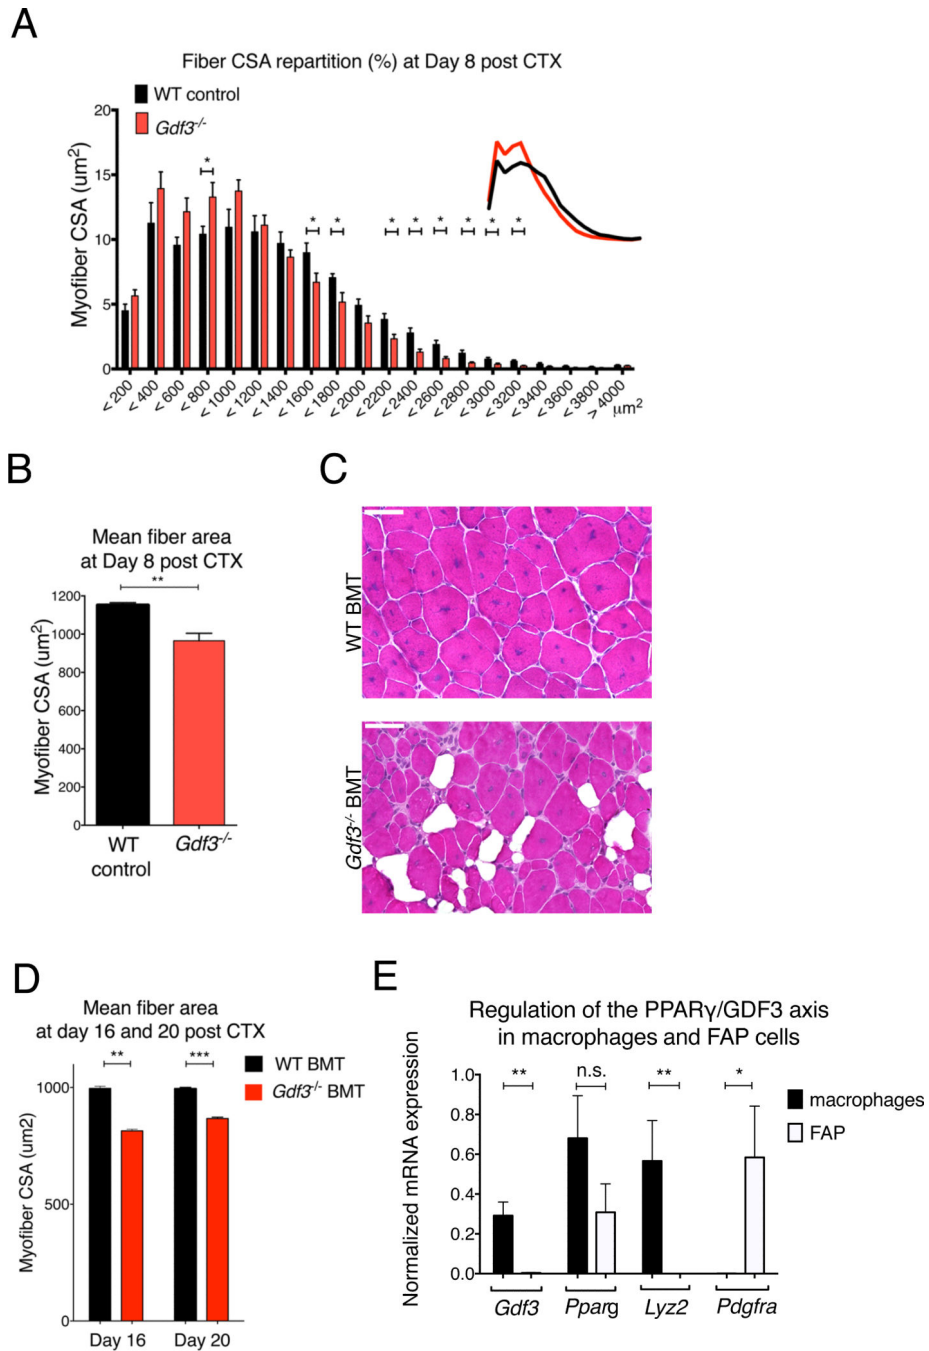 A
Fiber CSA repartition (%) at Day 8 post CTX
WT control
Gdf3-/-
Myofiber CSA (um2)
20
15
10
5
0
* * * * * * * * *
< 200
< 400
< 600
< 800
< 1000
< 1200
< 1400
< 1600
< 1800
< 2000
< 2200
< 2400
< 2600
< 2800
< 3000
< 3200
< 3400
< 3600
< 3800
> 4000
μm2
B
Mean fiber area
at Day 8 post CTX
**
Myofiber CSA (um2)
1200
1000
800
600
400
200
0
WT
control
Gdf3-/-
C
WT BMT
Gdf3-/- BMT
D
Mean fiber area
at day 16 and 20 post CTX
** ***
WT BMT
Gdf3-/- BMT
Myofiber CSA (um2)
1000
500
0
Day 16 Day 20
E
Regulation of the PPARγ/GDF3 axis
in macrophages and FAP cells
Normalized mRNA expression
1.0
0.8
0.6
0.4
0.2
0.0
** n.s. ** *
macrophages
FAP
Gdf3 Pparg Lyz2 Pdgfra